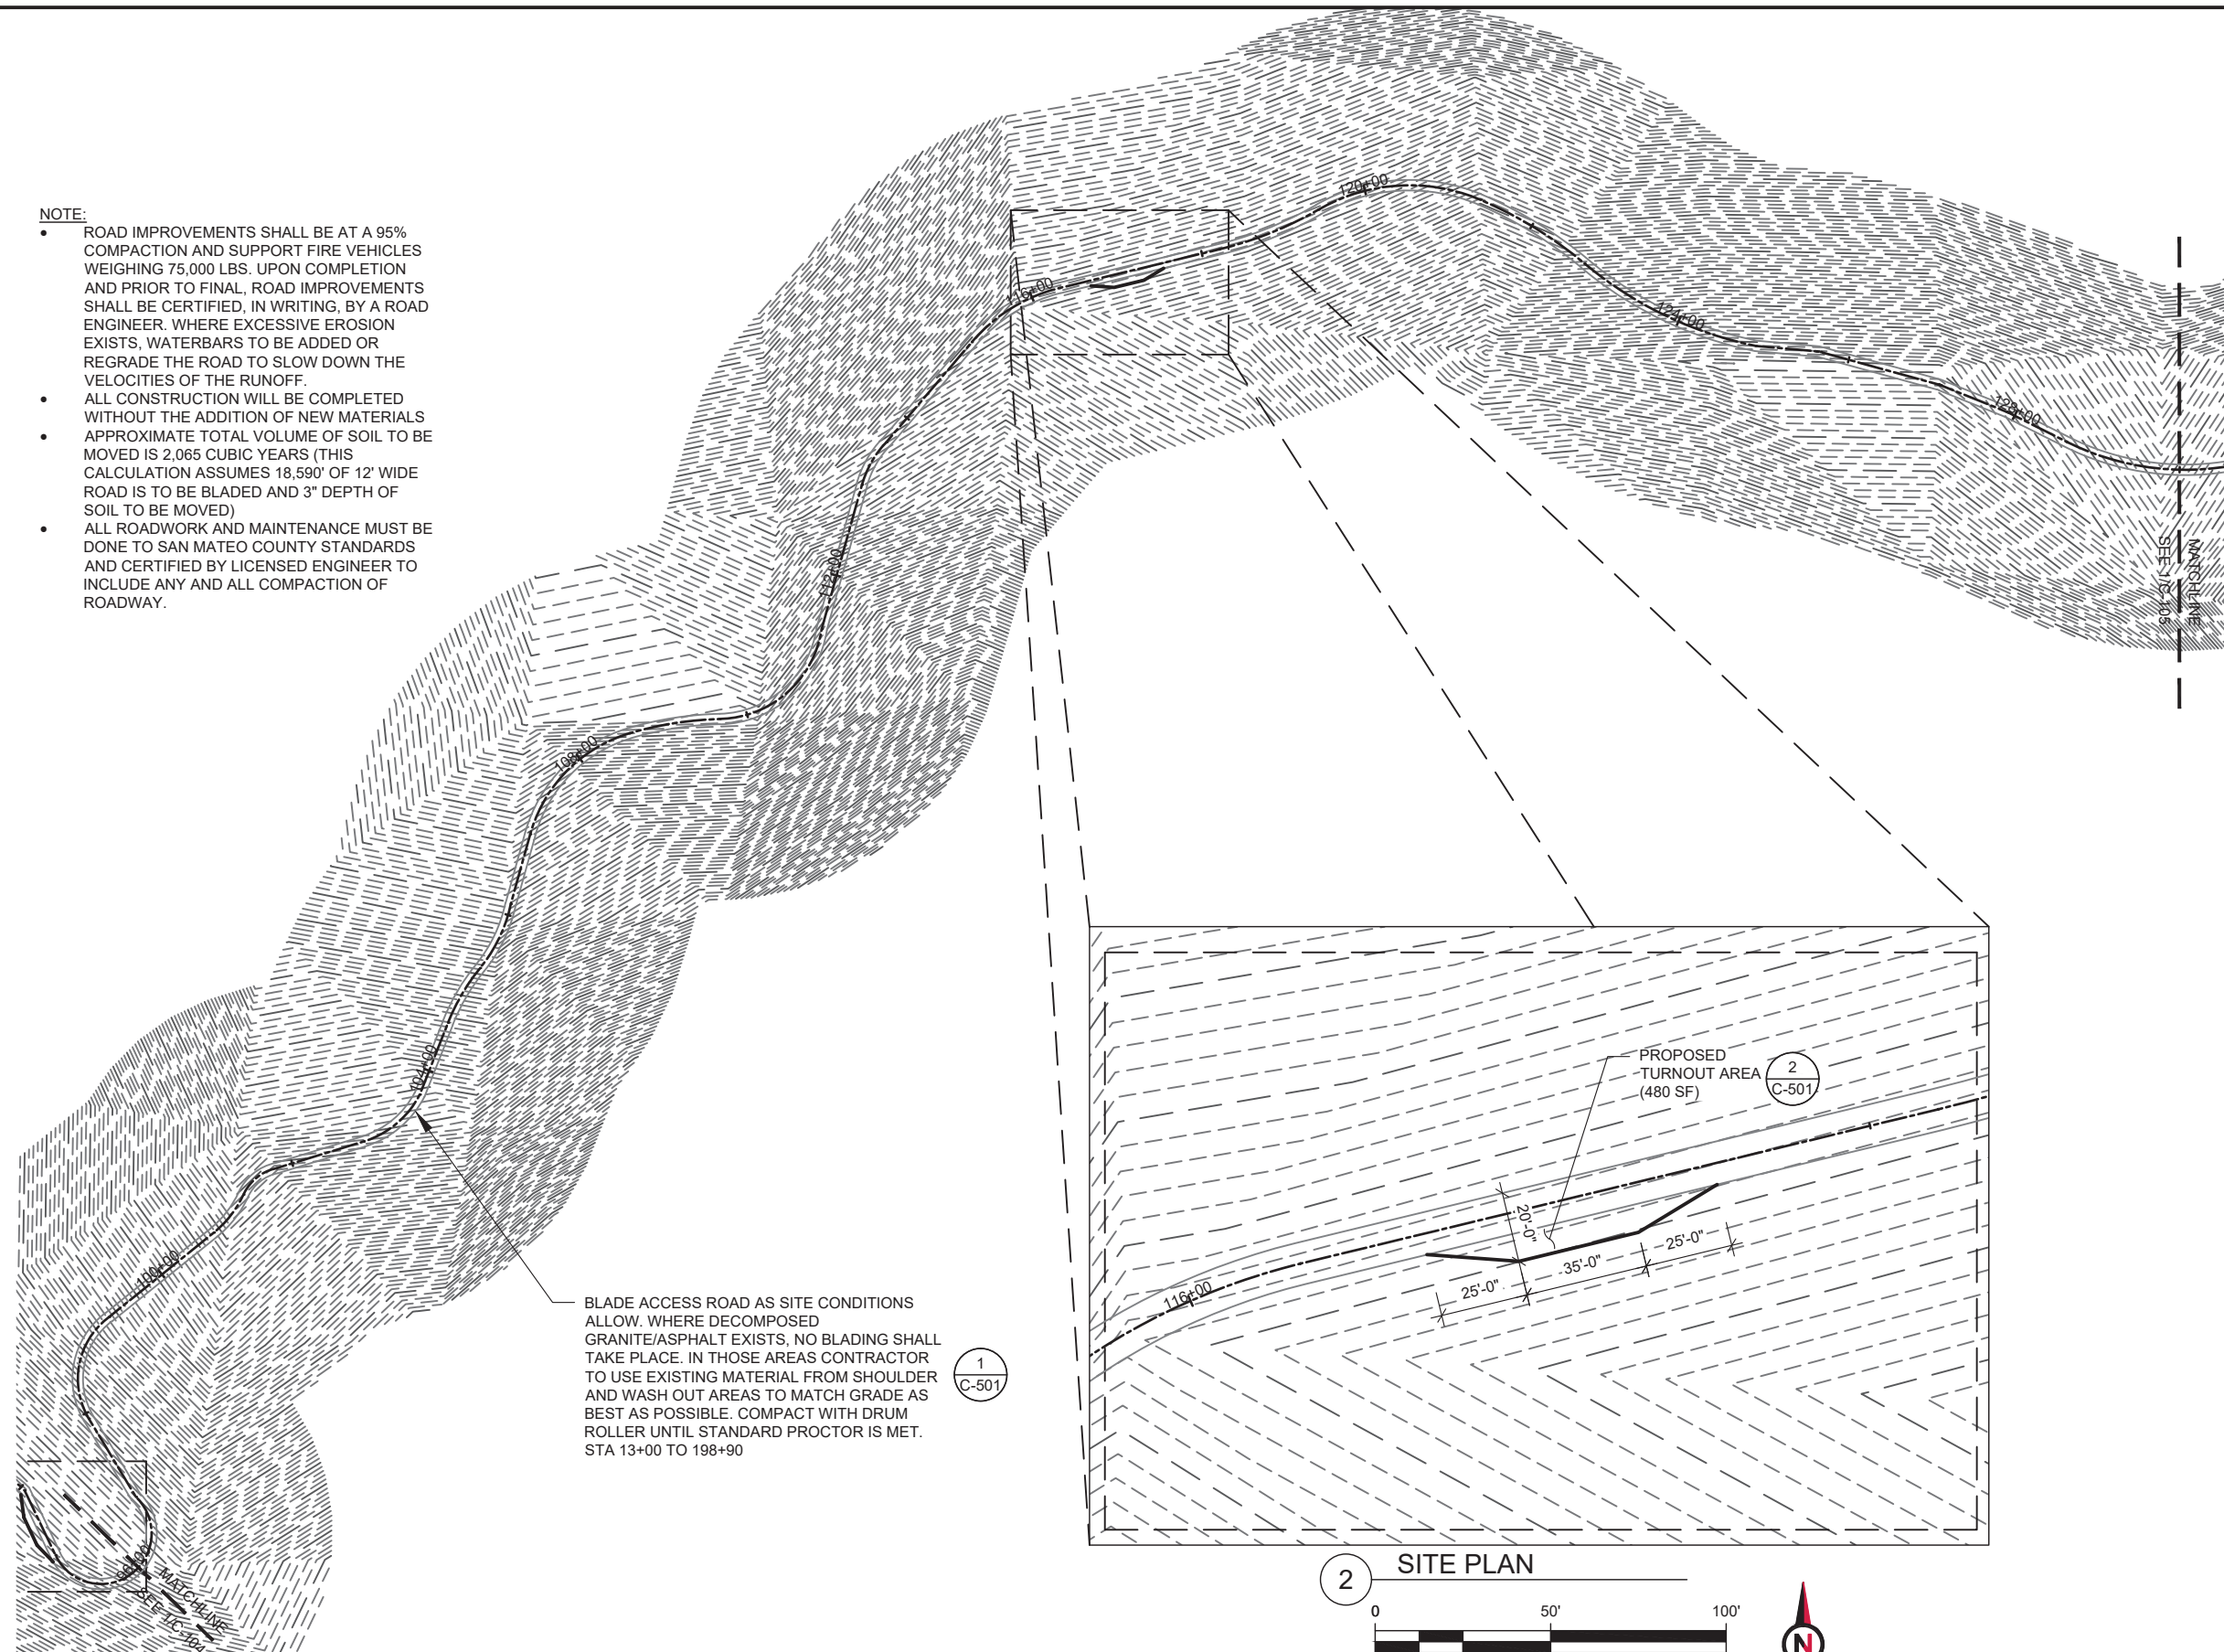 NOTE:
• ROAD IMPROVEMENTS SHALL BE AT A 95%
COMPACTION AND SUPPORT FIRE VEHICLES
WEIGHING 75,000 LBS. UPON COMPLETION
AND PRIOR TO FINAL, ROAD IMPROVEMENTS
SHALL BE CERTIFIED, IN WRITING, BY A ROAD
ENGINEER. WHERE EXCESSIVE EROSION
EXISTS, WATERBARS TO BE ADDED OR
REGRADE THE ROAD TO SLOW DOWN THE
VELOCITIES OF THE RUNOFF.
• ALL CONSTRUCTION WILL BE COMPLETED
WITHOUT THE ADDITION OF NEW MATERIALS
• APPROXIMATE TOTAL VOLUME OF SOIL TO BE
MOVED IS 2,065 CUBIC YEARS (THIS
CALCULATION ASSUMES 18,590' OF 12' WIDE
ROAD IS TO BE BLADED AND 3" DEPTH OF
SOIL TO BE MOVED)
• ALL ROADWORK AND MAINTENANCE MUST BE
DONE TO SAN MATEO COUNTY STANDARDS
AND CERTIFIED BY LICENSED ENGINEER TO
INCLUDE ANY AND ALL COMPACTION OF
ROADWAY.
120+00
116+00
124+00
128+00
MATCHLINE
SEE 1/C-105
112+00
108+00
104+00
100+00
96+00
MATCHLINE
SEE 1/C-104
BLADE ACCESS ROAD AS SITE CONDITIONS
ALLOW. WHERE DECOMPOSED
GRANITE/ASPHALT EXISTS, NO BLADING SHALL
TAKE PLACE. IN THOSE AREAS CONTRACTOR
TO USE EXISTING MATERIAL FROM SHOULDER
AND WASH OUT AREAS TO MATCH GRADE AS
BEST AS POSSIBLE. COMPACT WITH DRUM
ROLLER UNTIL STANDARD PROCTOR IS MET.
STA 13+00 TO 198+90
1
C-501
PROPOSED
TURNOUT AREA
(480 SF)
2
C-501
20'-0"
25'-0"
35'-0"
25'-0"
116+00
2
SITE PLAN
0 50' 100'
N